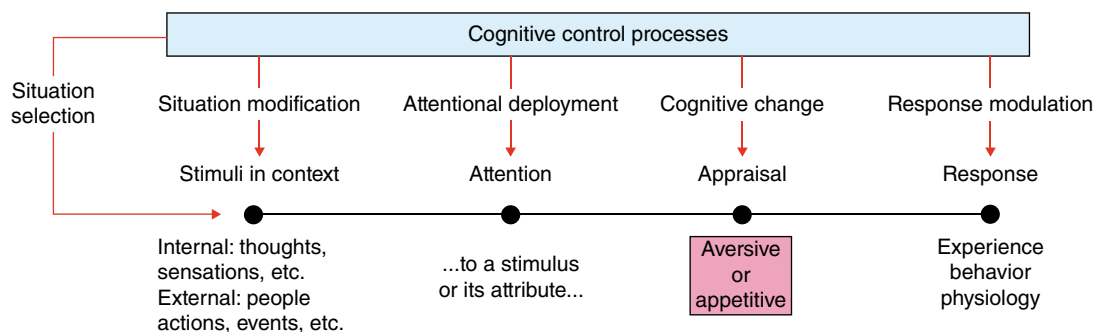 Cognitive control processes
Situation
selection
Situation modification
Attentional deployment
Cognitive change
Response modulation
Stimuli in context
Attention
Appraisal
Response
Internal: thoughts,
sensations, etc.
External: people
actions, events, etc.
...to a stimulus
or its attribute...
Aversive
or
appetitive
Experience
behavior
physiology